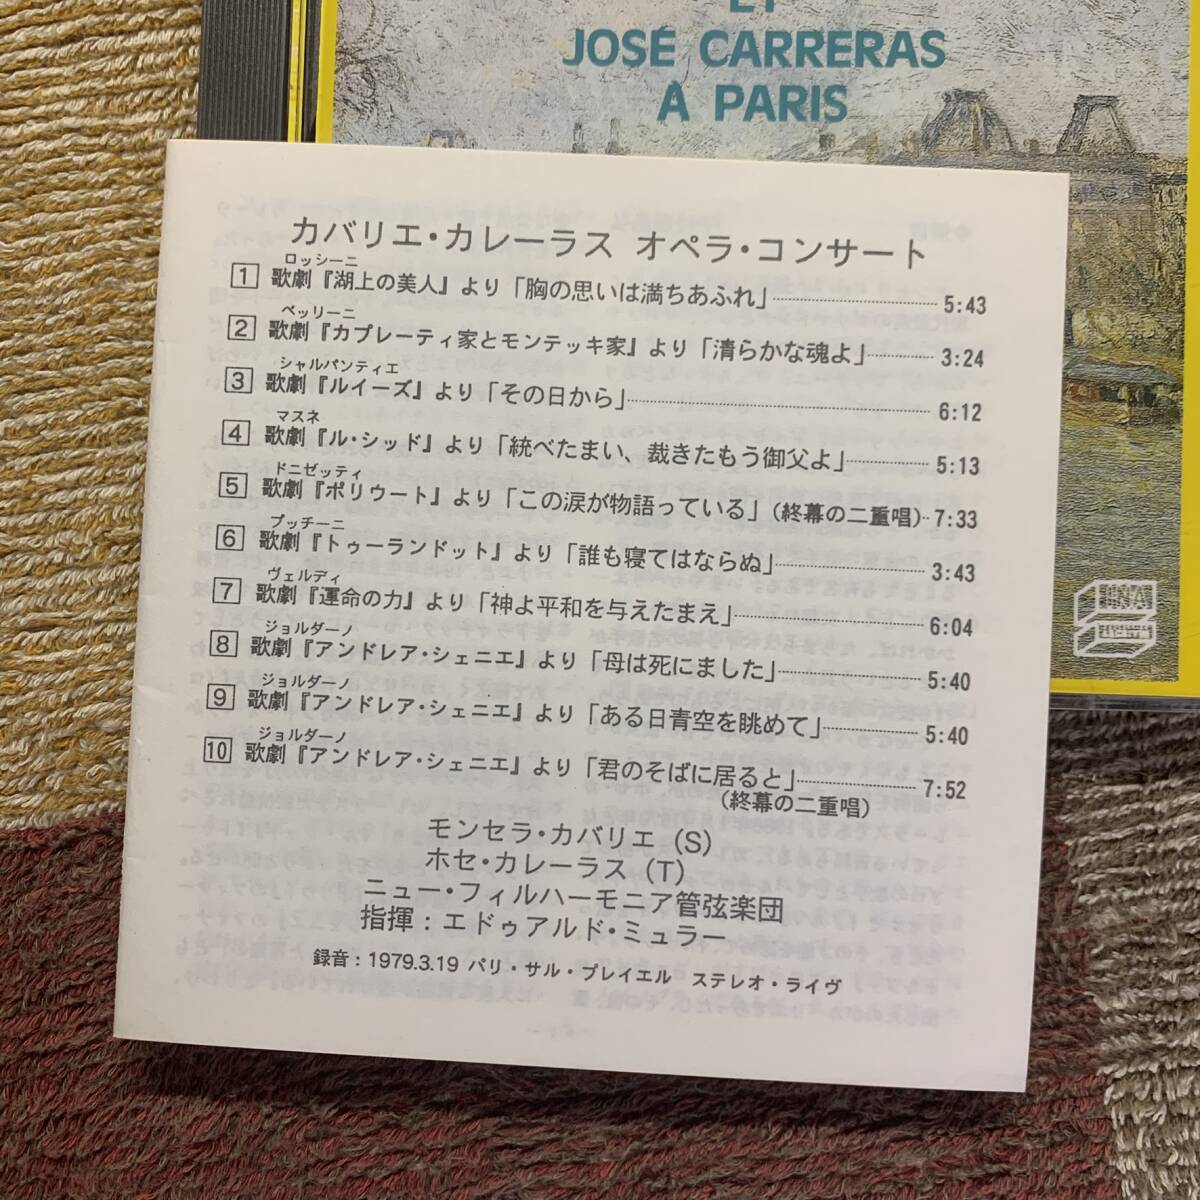 ET
JOSÉ CARRERAS
À PARIS
カバリエ・カレーラス オペラ・コンサート
ロッシーニ
1 歌劇『湖上の美人』より「胸の思いは満ちあふれ」 5:43
ベッリーニ
2 歌劇『カプレーティ家とモンテッキ家』より「清らかな魂よ」 3:24
シャルパンティエ
3 歌劇『ルイーズ』より「その日から」 6:12
マスネ
4 歌劇『ル・シッド』より「統べたまい、裁きたもう御父よ」 5:13
ドニゼッティ
5 歌劇『ポリウート』より「この涙が物語っている」(終幕の二重唱) 7:33
プッチーニ
6 歌劇『トゥーランドット』より「誰も寝てはならぬ」 3:43
ヴェルディ
7 歌劇『運命の力』より「神よ平和を与えたまえ」 6:04
ジョルダーノ
8 歌劇『アンドレア・シェニエ』より「母は死にました」 5:40
ジョルダーノ
9 歌劇『アンドレア・シェニエ』より「ある日青空を眺めて」 5:40
ジョルダーノ
10 歌劇『アンドレア・シェニエ』より「君のそばに居ると」 7:52
(終幕の二重唱)
モンセラ・カバリエ (S)
ホセ・カレーラス (T)
ニュー・フィルハーモニア管弦楽団
指揮：エドゥアルド・ミュラー
録音：1979.3.19 パリ・サル・プレイエル ステレオ・ライヴ